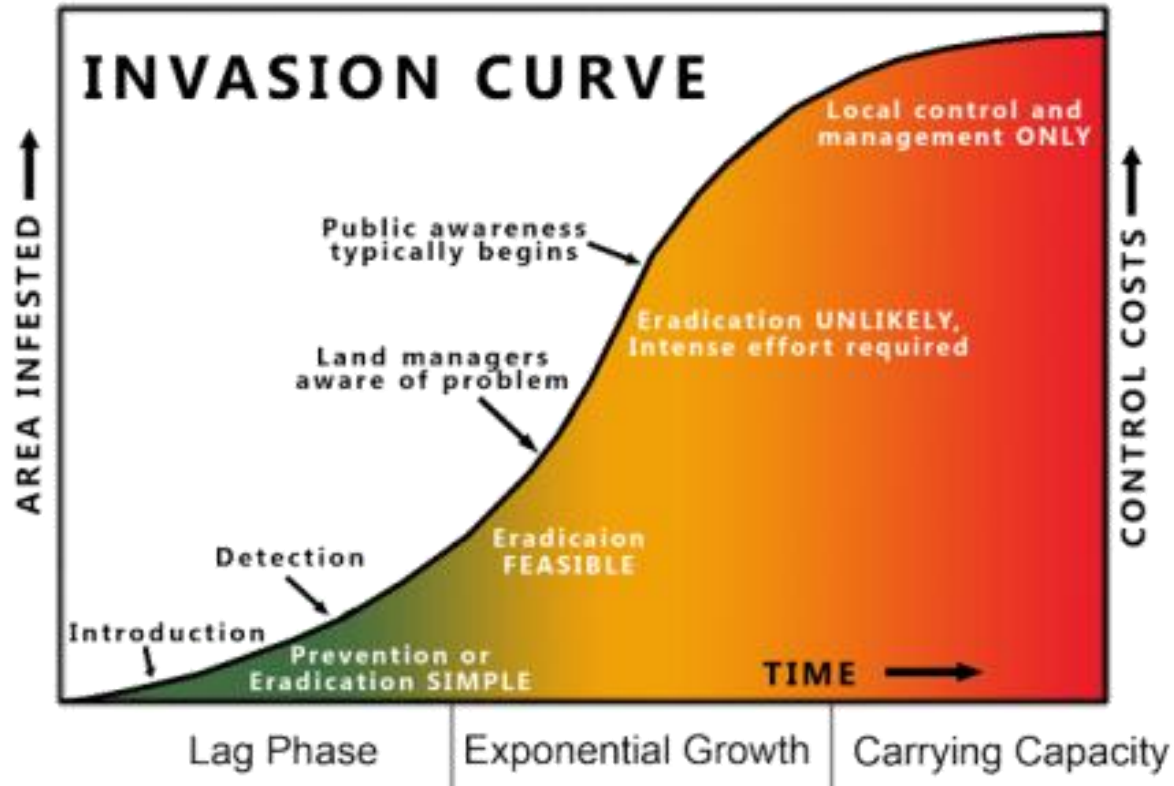 INVASION CURVE
AREA INFESTED
CONTROL COSTS
Local control and
management ONLY
Public awareness
typically begins
Eradication UNLIKELY,
Intense effort required
Land managers
aware of problem
Eradicaion
FEASIBLE
Detection
Introduction
Prevention or
Eradication SIMPLE
TIME
Lag Phase
Exponential Growth
Carrying Capacity